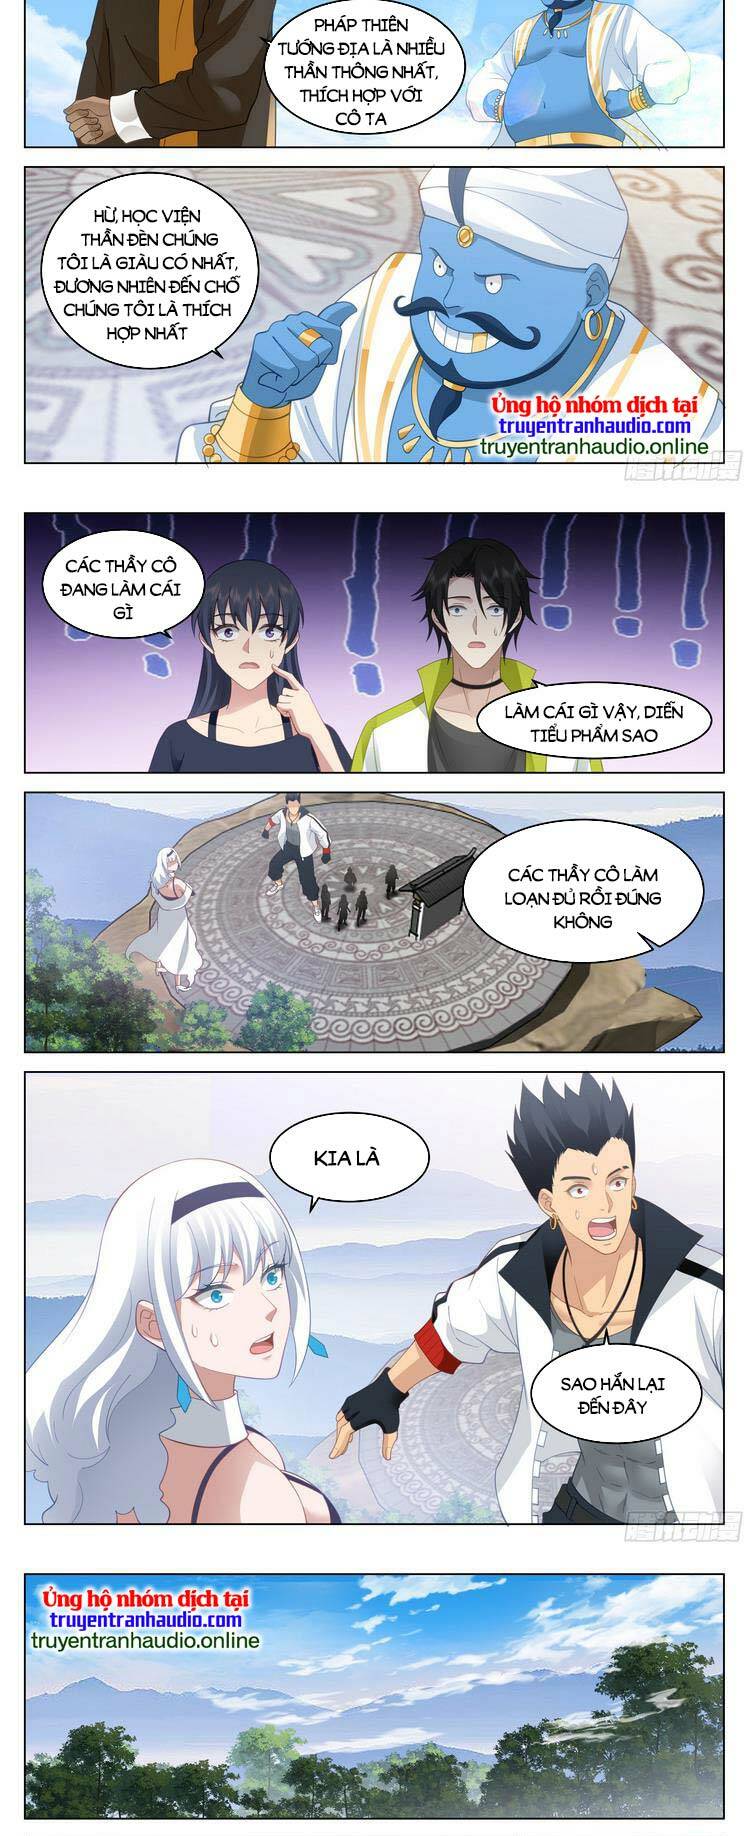 PHÁP THIÊN
TƯỚNG ĐỊA LÀ NHIỀU
THẦN THÔNG NHẤT,
THÍCH HỢP VỚI
CÔ TA
HỪ, HỌC VIỆN
THẦN ĐÈN CHÚNG
TÔI LÀ GIÀU CÓ NHẤT,
ĐƯƠNG NHIÊN ĐẾN CHỖ
CHÚNG TÔI LÀ THÍCH
HỢP NHẤT
Ủng hộ nhóm dịch tại
truyentranhaudio.com
truyentranhaudio.online
CÁC THẦY CÔ
ĐANG LÀM CÁI
GÌ
LÀM CÁI GÌ VẬY, DIỄN
TIỂU PHẨM SAO
CÁC THẦY CÔ LÀM
LOẠN ĐỦ RỒI ĐÚNG
KHÔNG
KIA LÀ
SAO HẮN LẠI
ĐẾN ĐÂY
Ủng hộ nhóm dịch tại
truyentranhaudio.com
truyentranhaudio.online